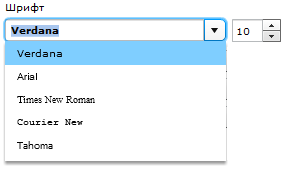 Шрифт
Verdana 10
Verdana
Arial
Times New Roman
Courier New
Tahoma